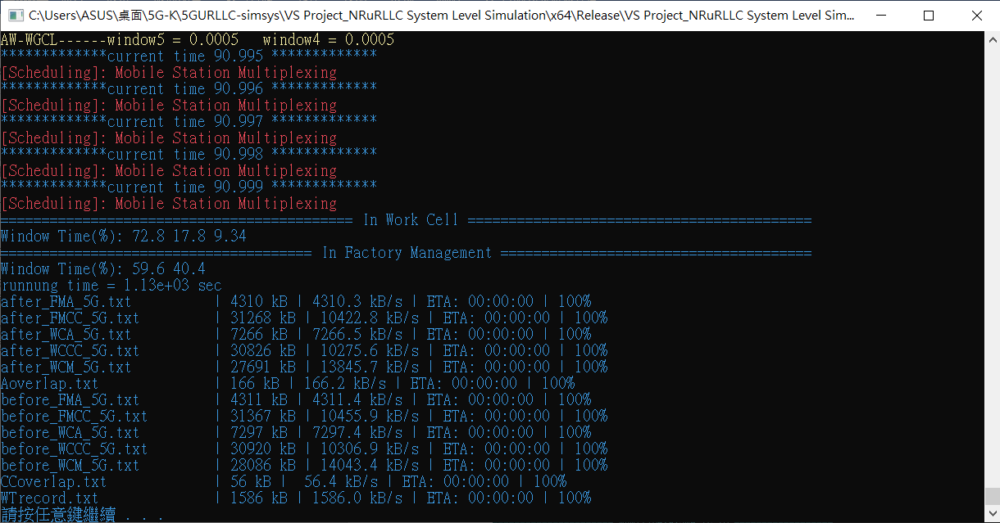 C:\Users\ASUS\桌面\5G-K\5GURLLC-simsys\VS Project_NRuRLLC System Level Simulation\x64\Release\VS Project_NRuRLLC System Level Sim...
AW-WGCL------window5 = 0.0005   window4 = 0.0005
*************current time 90.995 *************
[Scheduling]: Mobile Station Multiplexing
*************current time 90.996 *************
[Scheduling]: Mobile Station Multiplexing
*************current time 90.997 *************
[Scheduling]: Mobile Station Multiplexing
*************current time 90.998 *************
[Scheduling]: Mobile Station Multiplexing
*************current time 90.999 *************
[Scheduling]: Mobile Station Multiplexing
=========================================== In Work Cell ==========================================
Window Time(%): 72.8 17.8 9.34
====================================== In Factory Management ======================================
Window Time(%): 59.6 40.4
runnung time = 1.13e+03 sec
after_FMA_5G.txt          | 4310 kB | 4310.3 kB/s | ETA: 00:00:00 | 100%
after_FMCC_5G.txt         | 31268 kB | 10422.8 kB/s | ETA: 00:00:00 | 100%
after_WCA_5G.txt          | 7266 kB | 7266.5 kB/s | ETA: 00:00:00 | 100%
after_WCCC_5G.txt         | 30826 kB | 10275.6 kB/s | ETA: 00:00:00 | 100%
after_WCM_5G.txt          | 27691 kB | 13845.7 kB/s | ETA: 00:00:00 | 100%
Aoverlap.txt              | 166 kB | 166.2 kB/s | ETA: 00:00:00 | 100%
before_FMA_5G.txt         | 4311 kB | 4311.4 kB/s | ETA: 00:00:00 | 100%
before_FMCC_5G.txt        | 31367 kB | 10455.9 kB/s | ETA: 00:00:00 | 100%
before_WCA_5G.txt         | 7297 kB | 7297.4 kB/s | ETA: 00:00:00 | 100%
before_WCCC_5G.txt        | 30920 kB | 10306.9 kB/s | ETA: 00:00:00 | 100%
before_WCM_5G.txt         | 28086 kB | 14043.4 kB/s | ETA: 00:00:00 | 100%
CCoverlap.txt             | 56 kB |  56.4 kB/s | ETA: 00:00:00 | 100%
WTrecord.txt              | 1586 kB | 1586.0 kB/s | ETA: 00:00:00 | 100%
請按任意鍵繼續 . . .